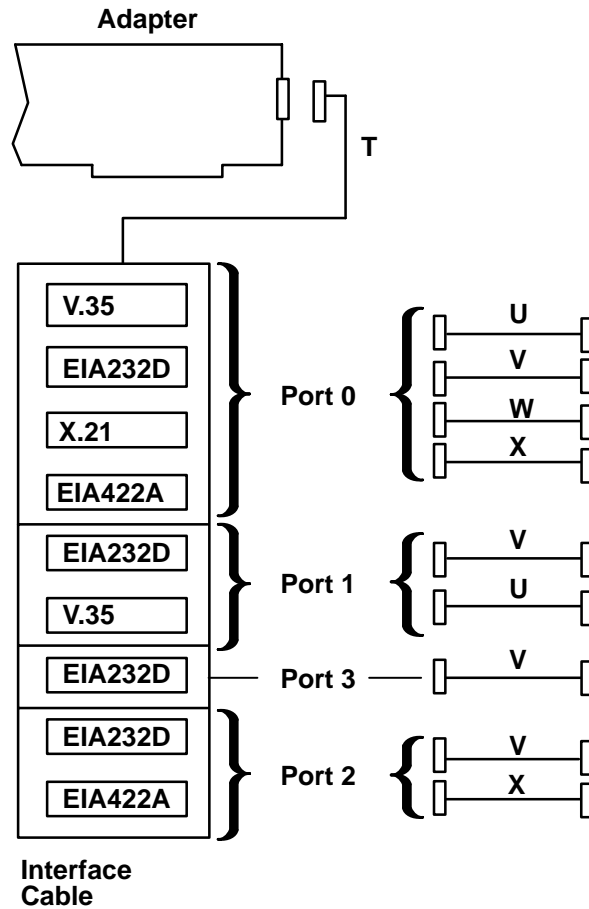 Adapter
T
V.35
EIA232D
X.21
EIA422A
Port 0
U
V
W
X
EIA232D
V.35
Port 1
V
U
EIA232D
Port 3
V
EIA232D
EIA422A
Port 2
V
X
Interface
Cable